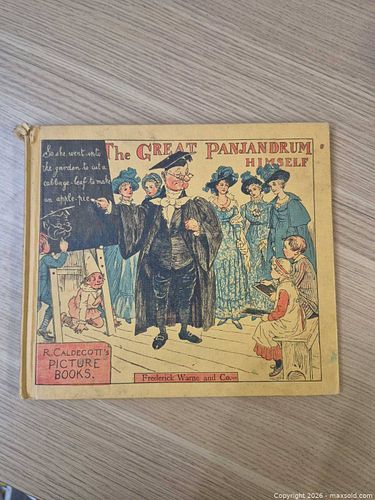 The GREAT PANJANDRUM
HIMSELF
So she went into
the garden to cut a
cabbage-leaf to make
an apple-pie
R. CALDECOTT'S
PICTURE
BOOKS.
Frederick Warne and Co.
Copyright © 2026 - maxsold.com